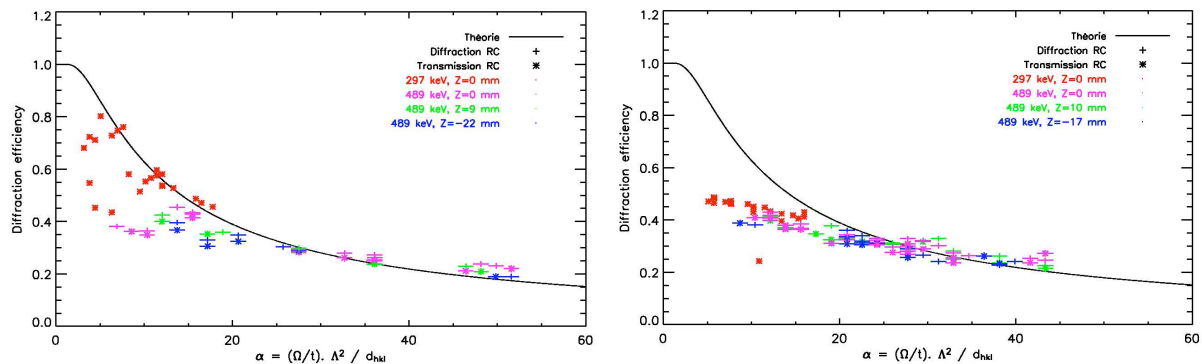 1.2
1.0
0.8
0.6
0.4
0.2
0.0
Diffraction efficiency
Théorie
Diffraction RC
Transmission RC
297 keV, Z=0 mm
489 keV, Z=0 mm
489 keV, Z=9 mm
489 keV, Z=-22 mm
0 20 40 60
α = (Ω/t). Λ² / dhkl
1.2
1.0
0.8
0.6
0.4
0.2
0.0
Diffraction efficiency
Théorie
Diffraction RC
Transmission RC
297 keV, Z=0 mm
489 keV, Z=0 mm
489 keV, Z=10 mm
489 keV, Z=-17 mm
0 20 40 60
α = (Ω/t). Λ² / dhkl